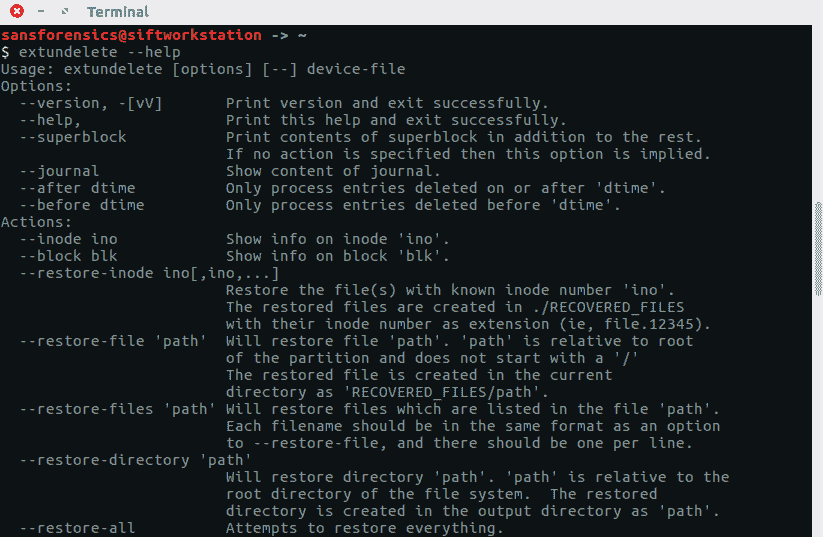 Terminal
sansforensics@siftworkstation -> ~
$ extundelete --help
Usage: extundelete [options] [--] device-file
Options:
  --version, -[vV]       Print version and exit successfully.
  --help,                Print this help and exit successfully.
  --superblock           Print contents of superblock in addition to the rest.
                         If no action is specified then this option is implied.
  --journal              Show content of journal.
  --after dtime          Only process entries deleted on or after 'dtime'.
  --before dtime         Only process entries deleted before 'dtime'.
Actions:
  --inode ino            Show info on inode 'ino'.
  --block blk            Show info on block 'blk'.
  --restore-inode ino[,ino,...]
                         Restore the file(s) with known inode number 'ino'.
                         The restored files are created in ./RECOVERED_FILES
                         with their inode number as extension (ie, file.12345).
  --restore-file 'path'  Will restore file 'path'. 'path' is relative to root
                         of the partition and does not start with a '/'
                         The restored file is created in the current
                         directory as 'RECOVERED_FILES/path'.
  --restore-files 'path' Will restore files which are listed in the file 'path'.
                         Each filename should be in the same format as an option
                         to --restore-file, and there should be one per line.
  --restore-directory 'path'
                         Will restore directory 'path'. 'path' is relative to the
                         root directory of the file system.  The restored
                         directory is created in the output directory as 'path'.
  --restore-all          Attempts to restore everything.